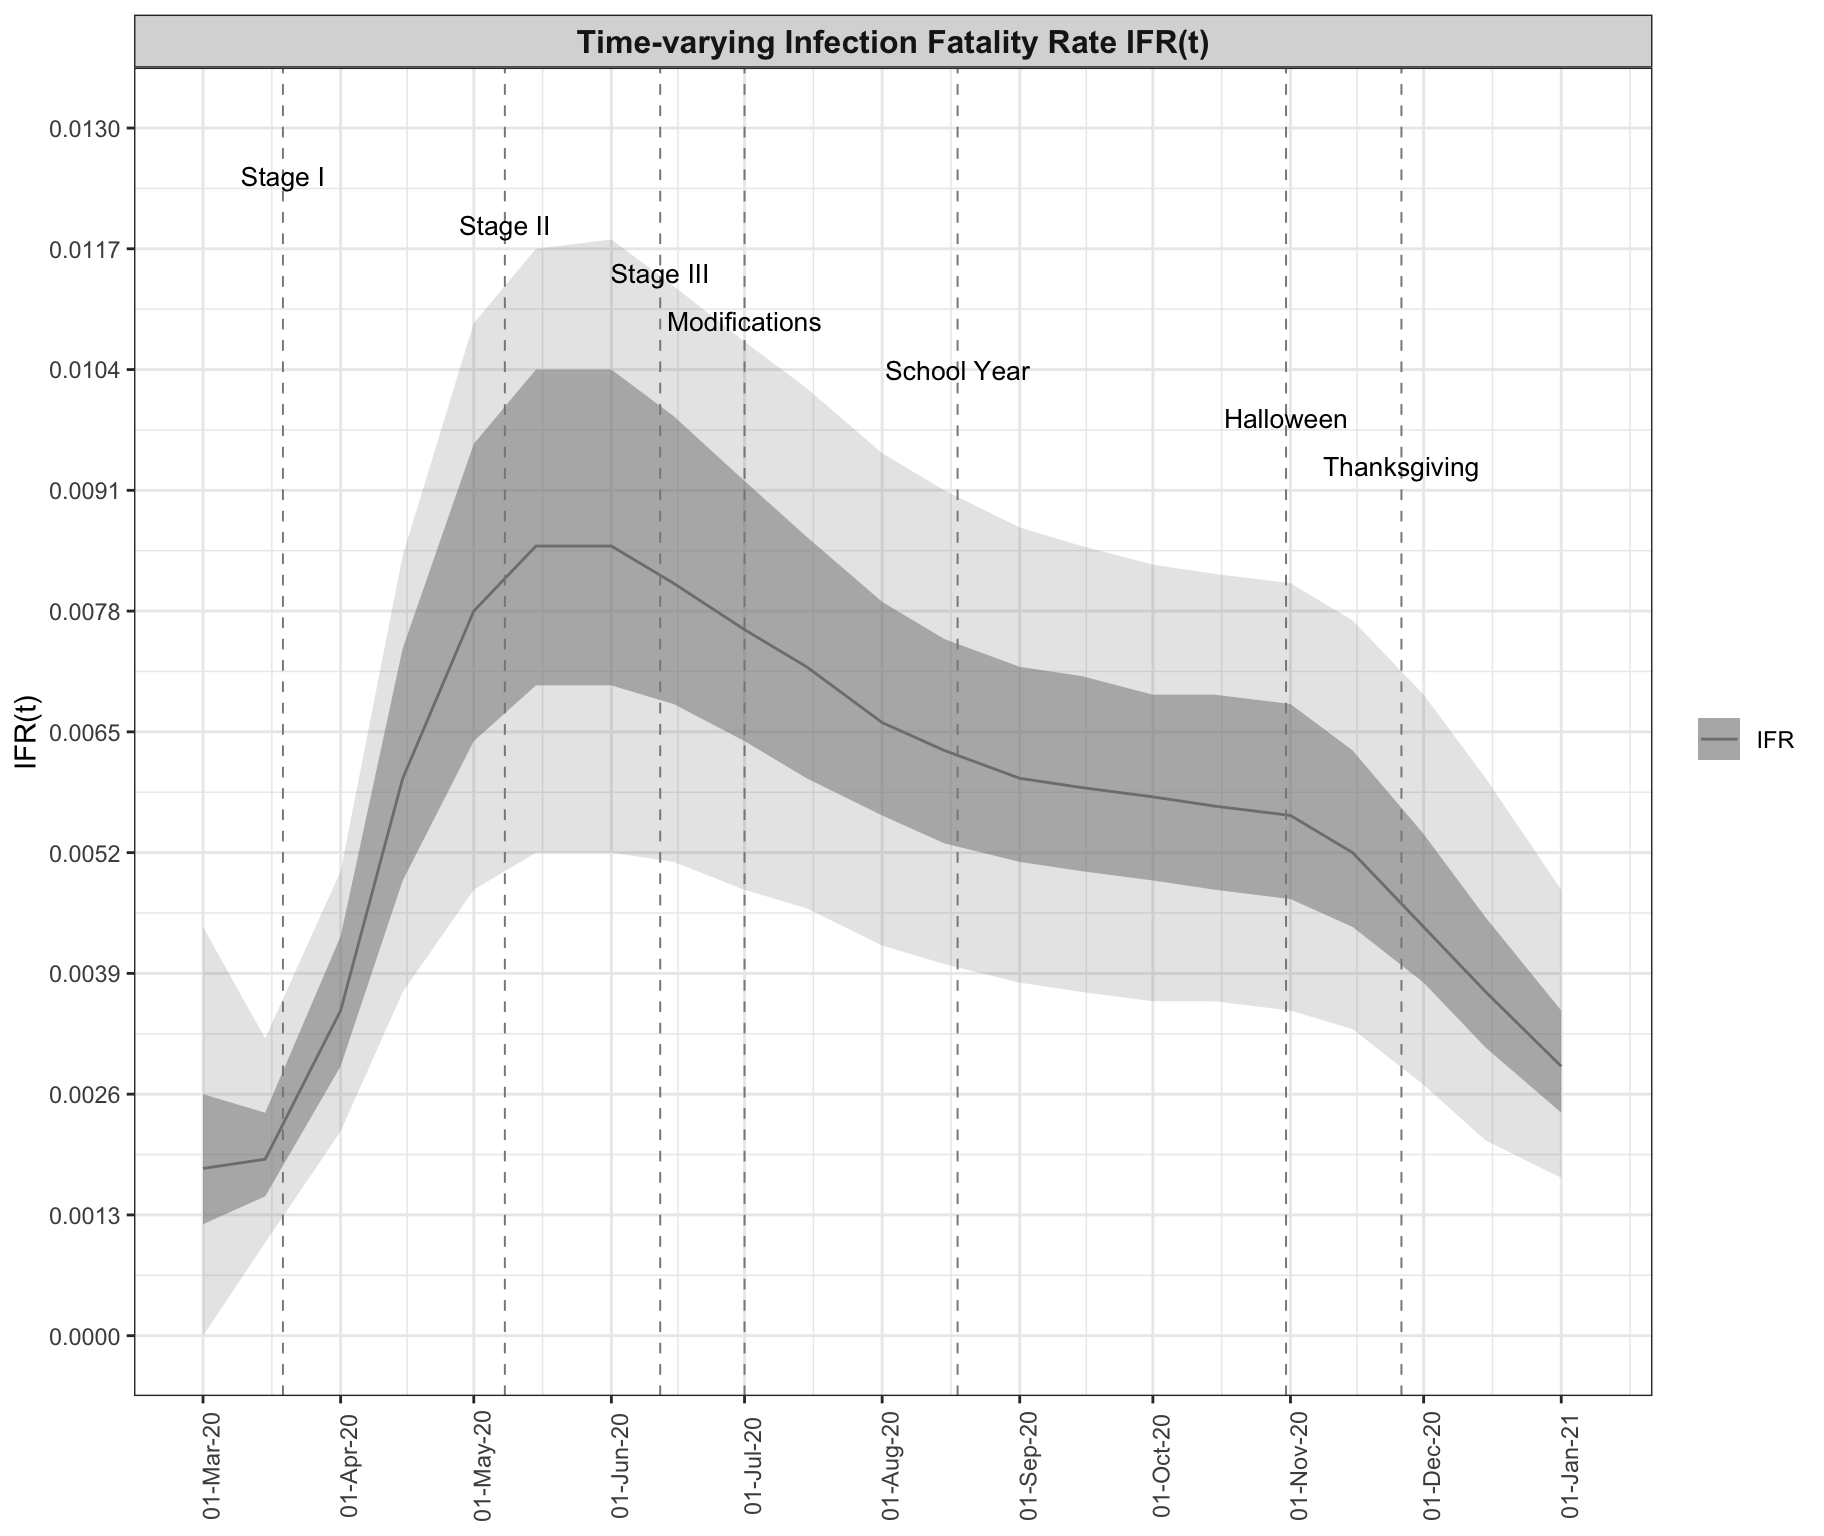 Time-varying Infection Fatality Rate IFR(t)
0.0130
Stage I
Stage II
0.0117
Stage III
Modifications
0.0104
School Year
Halloween
Thanksgiving
0.0091
0.0078
0.0065
IFR(t)
IFR
0.0052
0.0039
0.0026
0.0013
0.0000
01-Mar-20
01-Apr-20
01-May-20
01-Jun-20
01-Jul-20
01-Aug-20
01-Sep-20
01-Oct-20
01-Nov-20
01-Dec-20
01-Jan-21